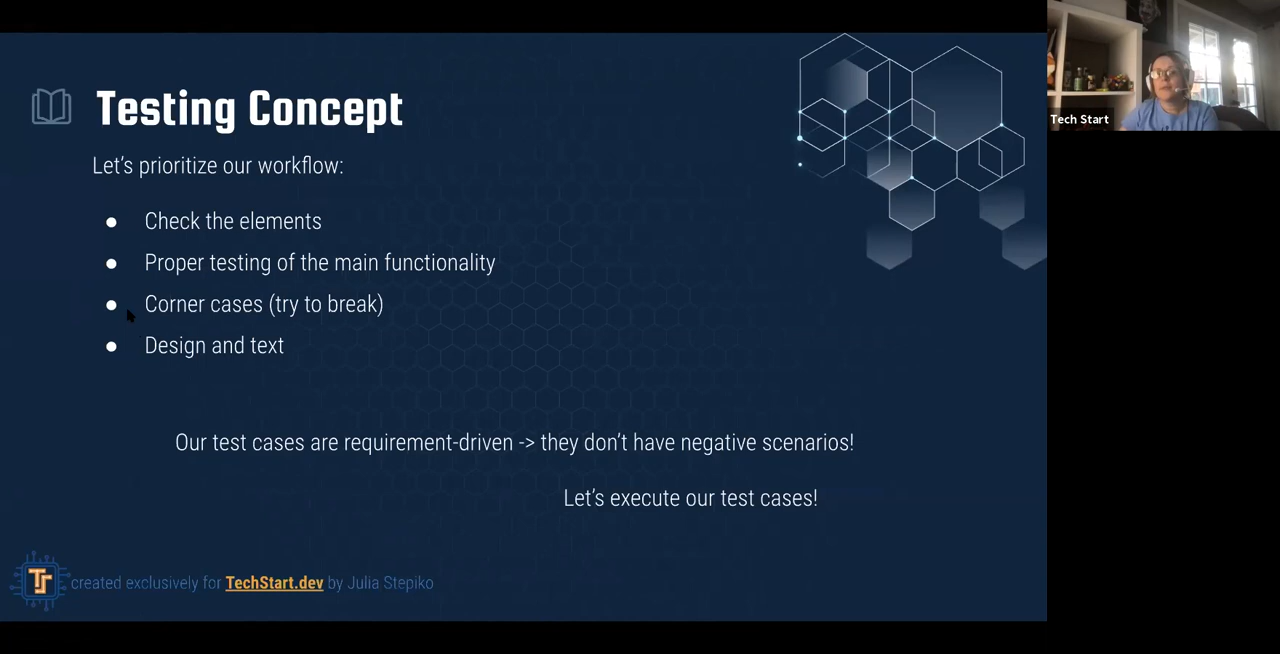 Testing Concept
Let's prioritize our workflow:
● Check the elements
● Proper testing of the main functionality
● Corner cases (try to break)
● Design and text
Our test cases are requirement-driven -> they don't have negative scenarios!
Let's execute our test cases!
TS created exclusively for TechStart.dev by Julia Stepiko
Tech Start